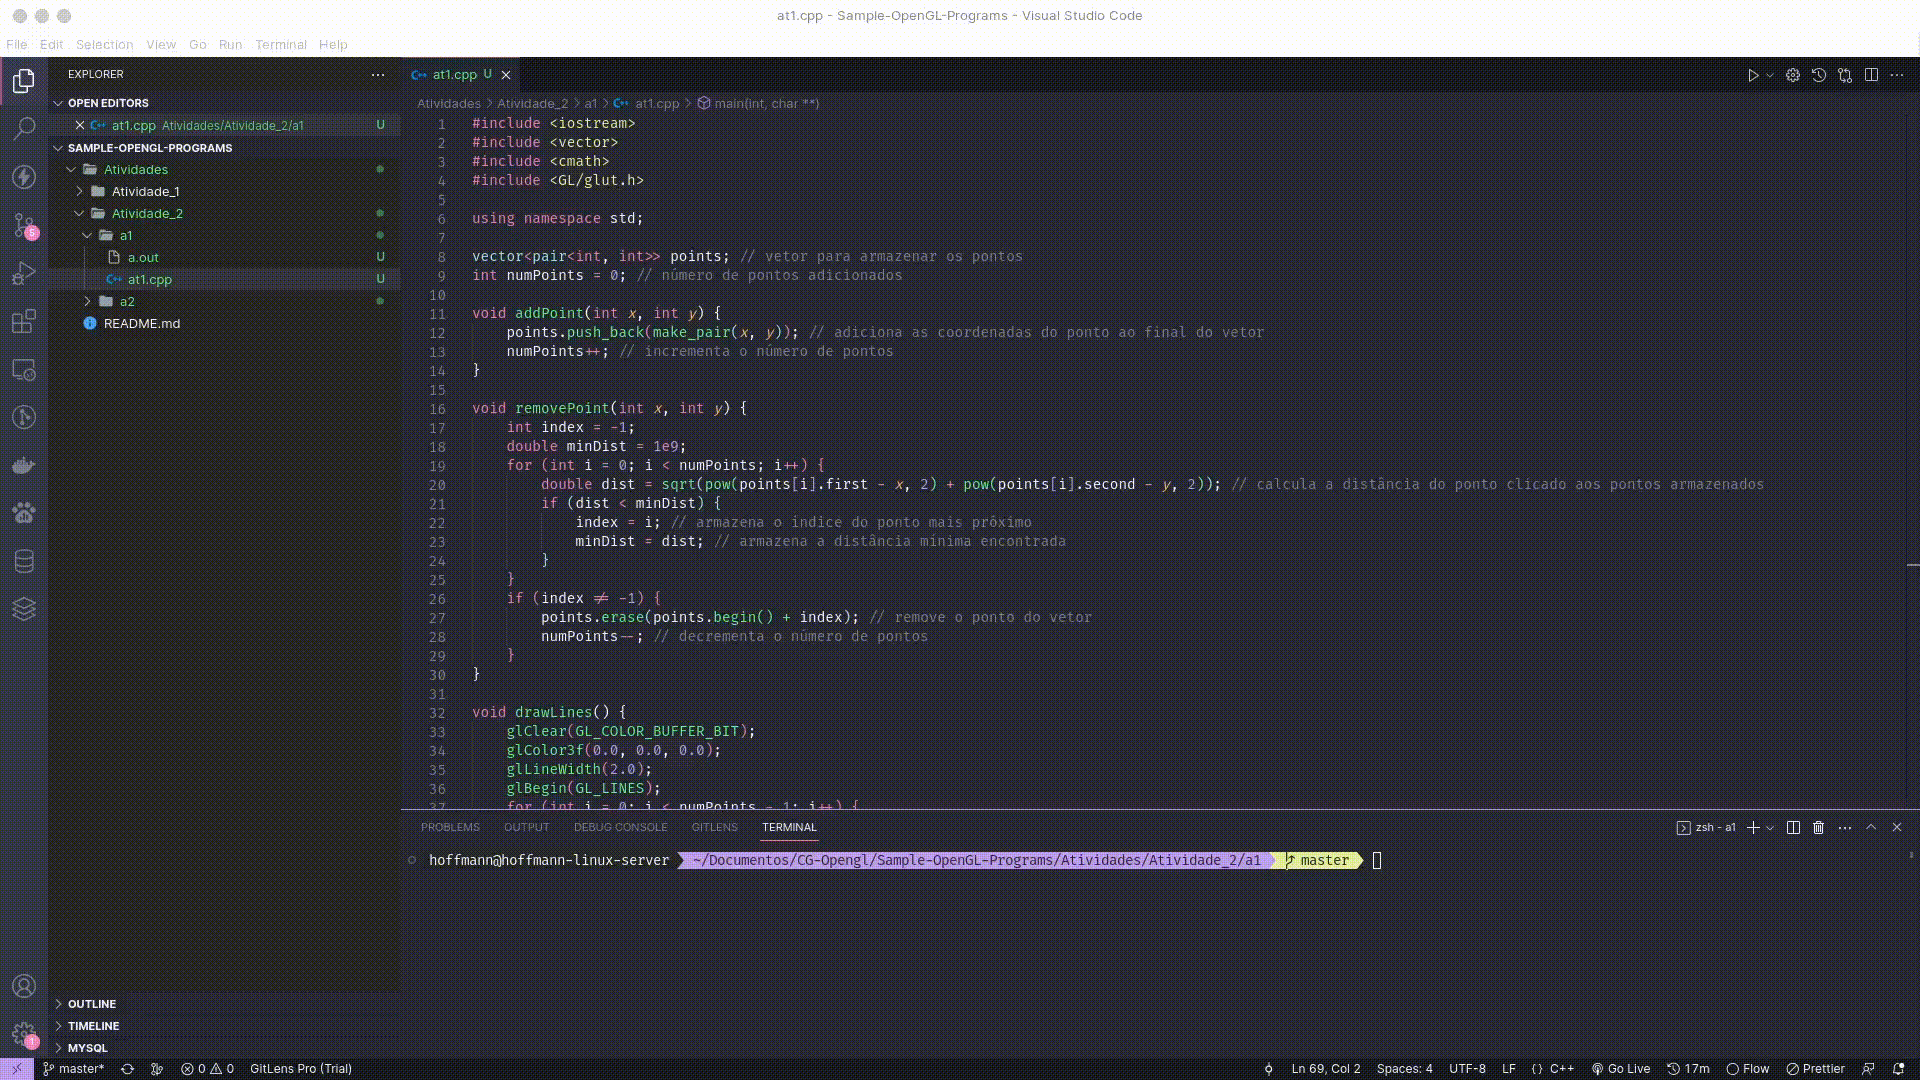 at1.cpp - Sample-OpenGL-Programs - Visual Studio Code
File Edit Selection View Go Run Terminal Help
EXPLORER
OPEN EDITORS
at1.cpp Atividades/Atividade_2/a1 U
SAMPLE-OPENGL-PROGRAMS
Atividades
Atividade_1
Atividade_2
a1
a.out U
at1.cpp U
a2
README.md
5
OUTLINE
TIMELINE
MYSQL
1
at1.cpp U
Atividades > Atividade_2 > a1 > at1.cpp > main(int, char **)
1 #include <iostream>
2 #include <vector>
3 #include <cmath>
4 #include <GL/glut.h>
5
6 using namespace std;
7
8 vector<pair<int, int>> points; // vetor para armazenar os pontos
9 int numPoints = 0; // número de pontos adicionados
10
11 void addPoint(int x, int y) {
12 points.push_back(make_pair(x, y)); // adiciona as coordenadas do ponto ao final do vetor
13 numPoints++; // incrementa o número de pontos
14 }
15
16 void removePoint(int x, int y) {
17 int index = -1;
18 double minDist = 1e9;
19 for (int i = 0; i < numPoints; i++) {
20 double dist = sqrt(pow(points[i].first - x, 2) + pow(points[i].second - y, 2)); // calcula a distância do ponto clicado aos pontos armazenados
21 if (dist < minDist) {
22 index = i; // armazena o índice do ponto mais próximo
23 minDist = dist; // armazena a distância mínima encontrada
24 }
25 }
26 if (index != -1) {
27 points.erase(points.begin() + index); // remove o ponto do vetor
28 numPoints--; // decrementa o número de pontos
29 }
30 }
31
32 void drawLines() {
33 glClear(GL_COLOR_BUFFER_BIT);
34 glColor3f(0.0, 0.0, 0.0);
35 glLineWidth(2.0);
36 glBegin(GL_LINES);
37 for (int i = 0; i < numPoints - 1; i++) {
PROBLEMS OUTPUT DEBUG CONSOLE GITLENS TERMINAL
zsh - a1
hoffmann@hoffmann-linux-server ~/Documentos/CG-Opengl/Sample-OpenGL-Programs/Atividades/Atividade_2/a1 master
master* 0 0 GitLens Pro (Trial) Ln 69, Col 2 Spaces: 4 UTF-8 LF {} C++ Go Live 17m Flow Prettier